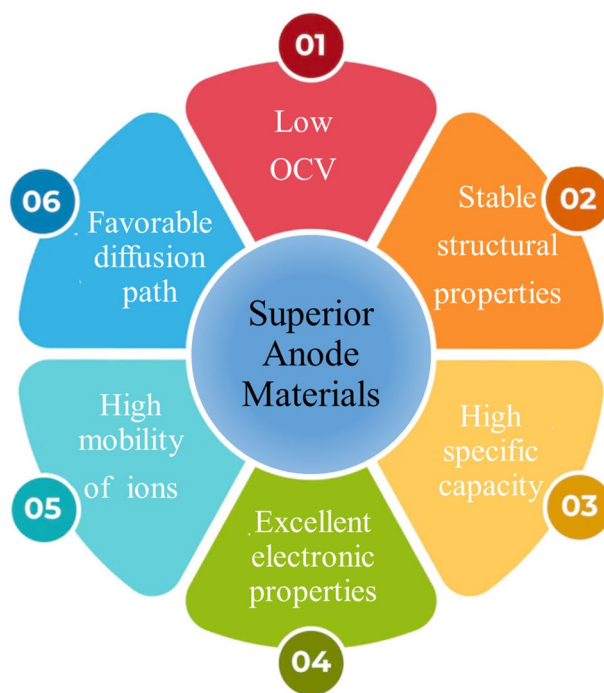 01
Low
OCV
02
Stable
structural
properties
03
High
specific
capacity
04
Excellent
electronic
properties
05
High
mobility
of ions
06
Favorable
diffusion
path
Superior
Anode
Materials